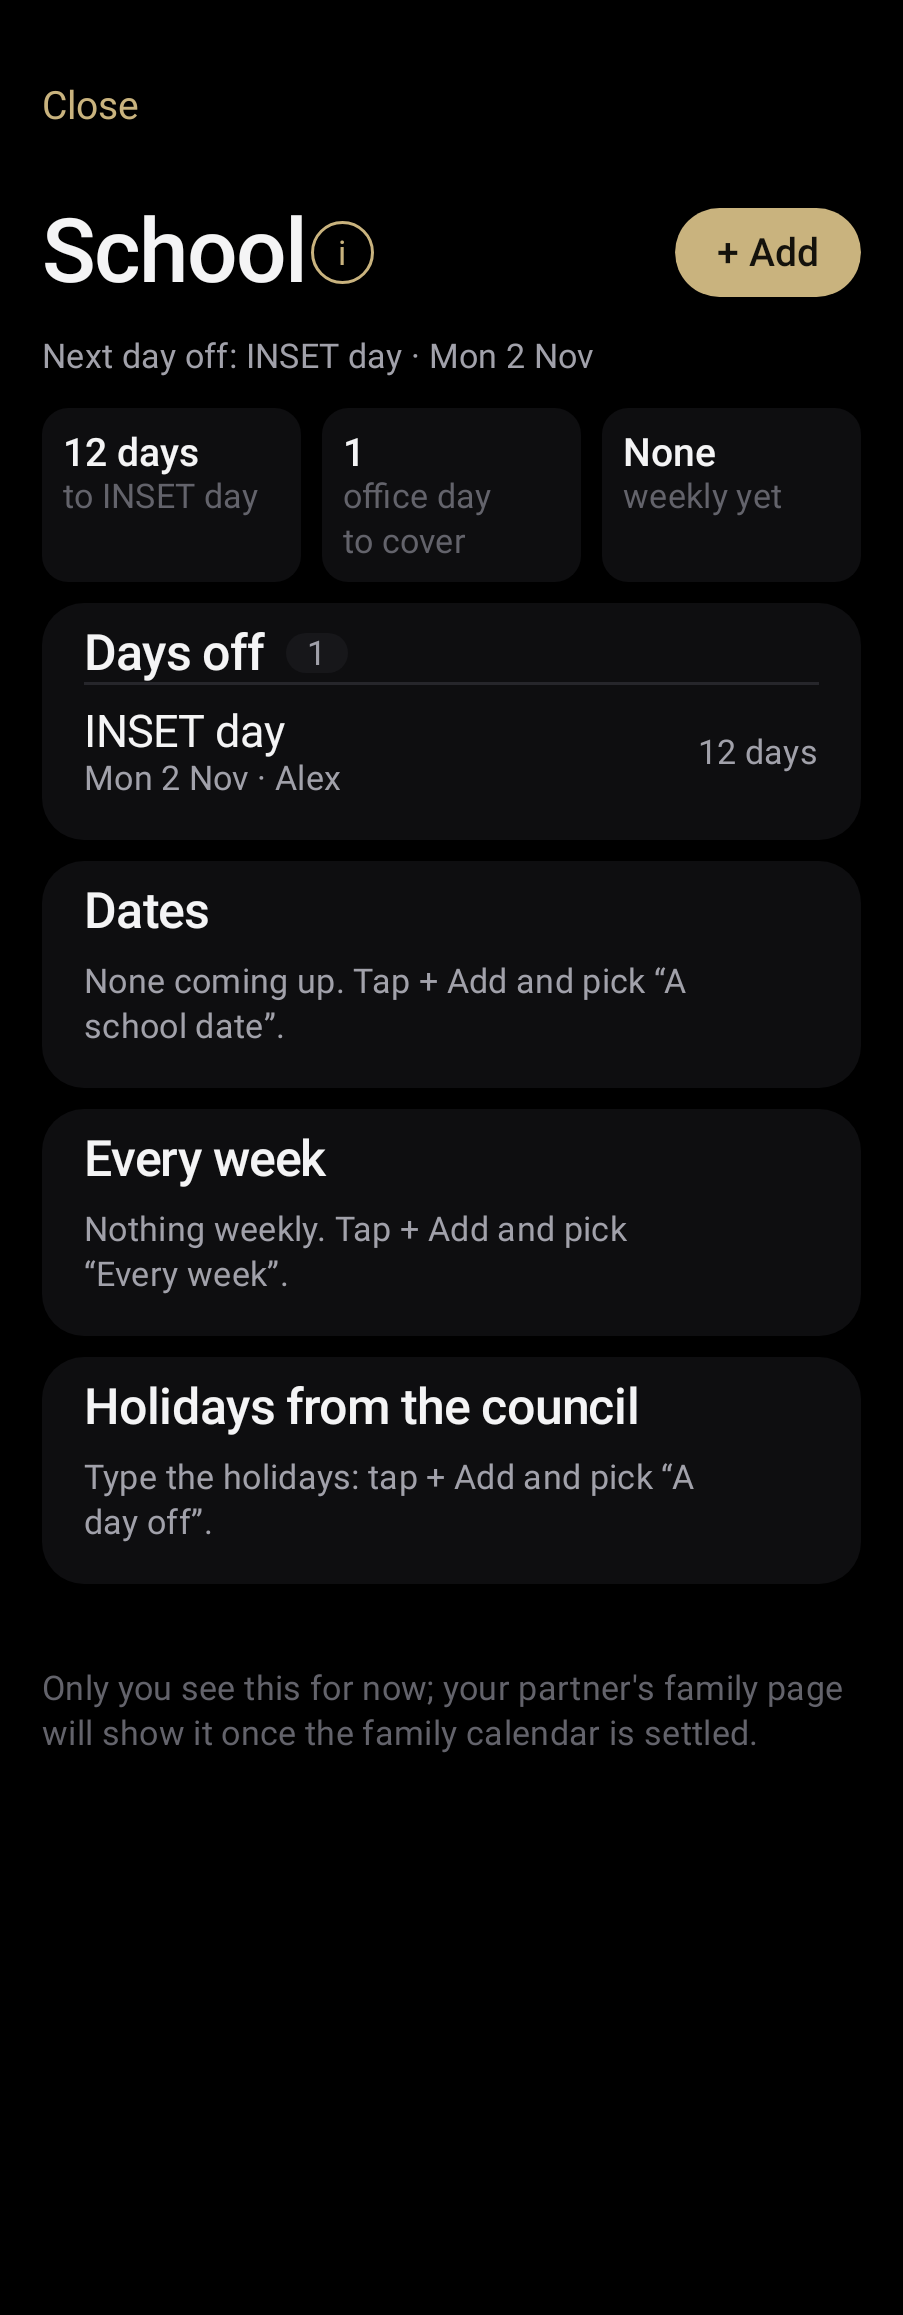 Close
School i
+ Add
Next day off: INSET day · Mon 2 Nov
12 days
to INSET day
1
office day
to cover
None
weekly yet
Days off 1
INSET day
Mon 2 Nov · Alex
12 days
Dates
None coming up. Tap + Add and pick “A
school date”.
Every week
Nothing weekly. Tap + Add and pick
“Every week”.
Holidays from the council
Type the holidays: tap + Add and pick “A
day off”.
Only you see this for now; your partner's family page
will show it once the family calendar is settled.